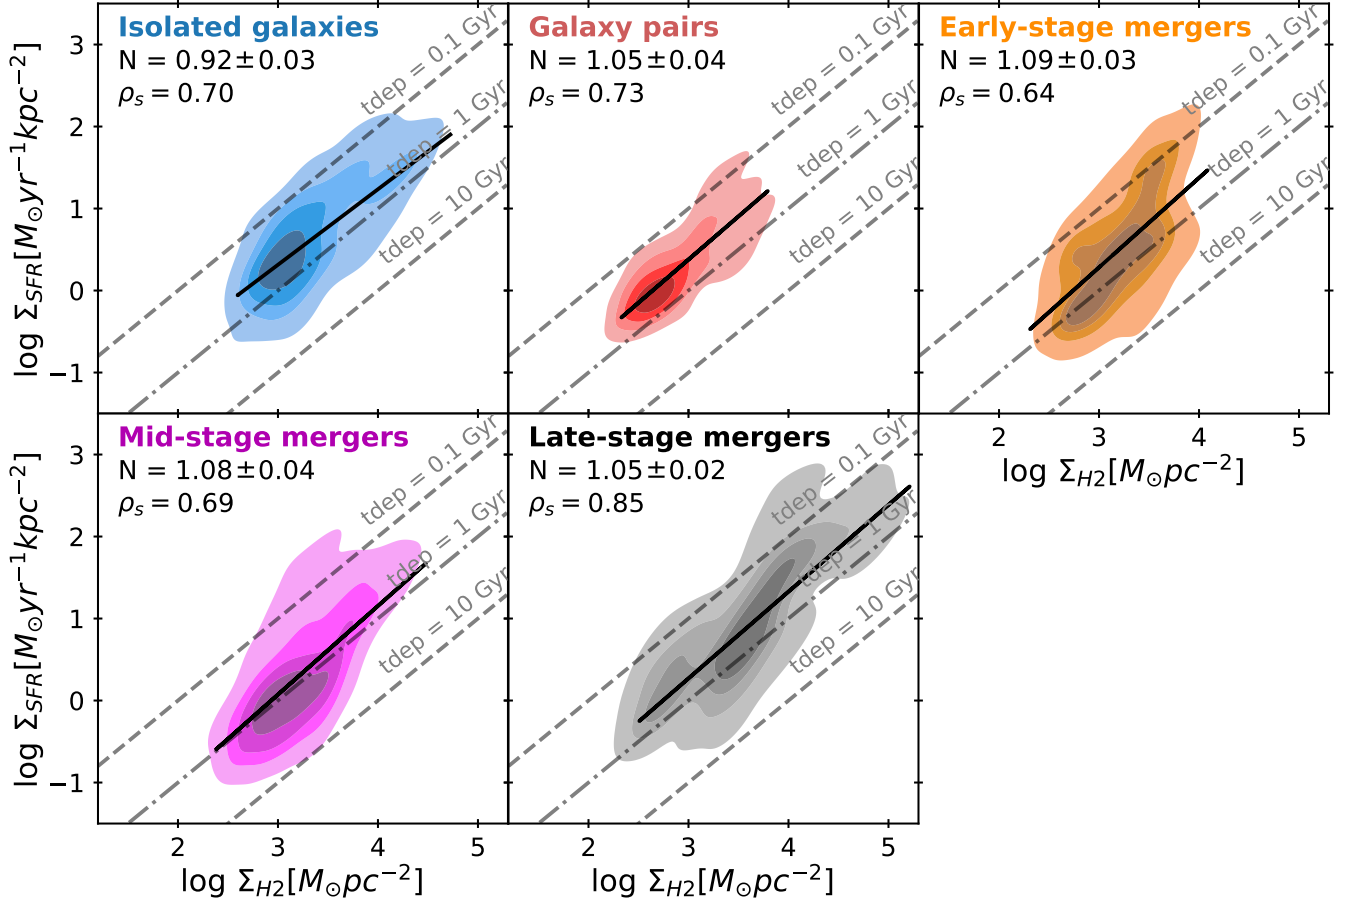 Isolated galaxies
N = 0.92±0.03
ρs = 0.70
tdep = 0.1 Gyr
tdep = 1 Gyr
tdep = 10 Gyr
Galaxy pairs
N = 1.05±0.04
ρs = 0.73
tdep = 0.1 Gyr
tdep = 1 Gyr
tdep = 10 Gyr
Early-stage mergers
N = 1.09±0.03
ρs = 0.64
tdep = 0.1 Gyr
tdep = 1 Gyr
tdep = 10 Gyr
log ΣSFR[M⊙yr⁻¹kpc⁻²]
3
2
1
0
−1
2 3 4 5
log ΣH2[M⊙pc⁻²]
Mid-stage mergers
N = 1.08±0.04
ρs = 0.69
tdep = 0.1 Gyr
tdep = 1 Gyr
tdep = 10 Gyr
Late-stage mergers
N = 1.05±0.02
ρs = 0.85
tdep = 0.1 Gyr
tdep = 1 Gyr
tdep = 10 Gyr
log ΣSFR[M⊙yr⁻¹kpc⁻²]
3
2
1
0
−1
2 3 4 5
log ΣH2[M⊙pc⁻²]
2 3 4 5
log ΣH2[M⊙pc⁻²]